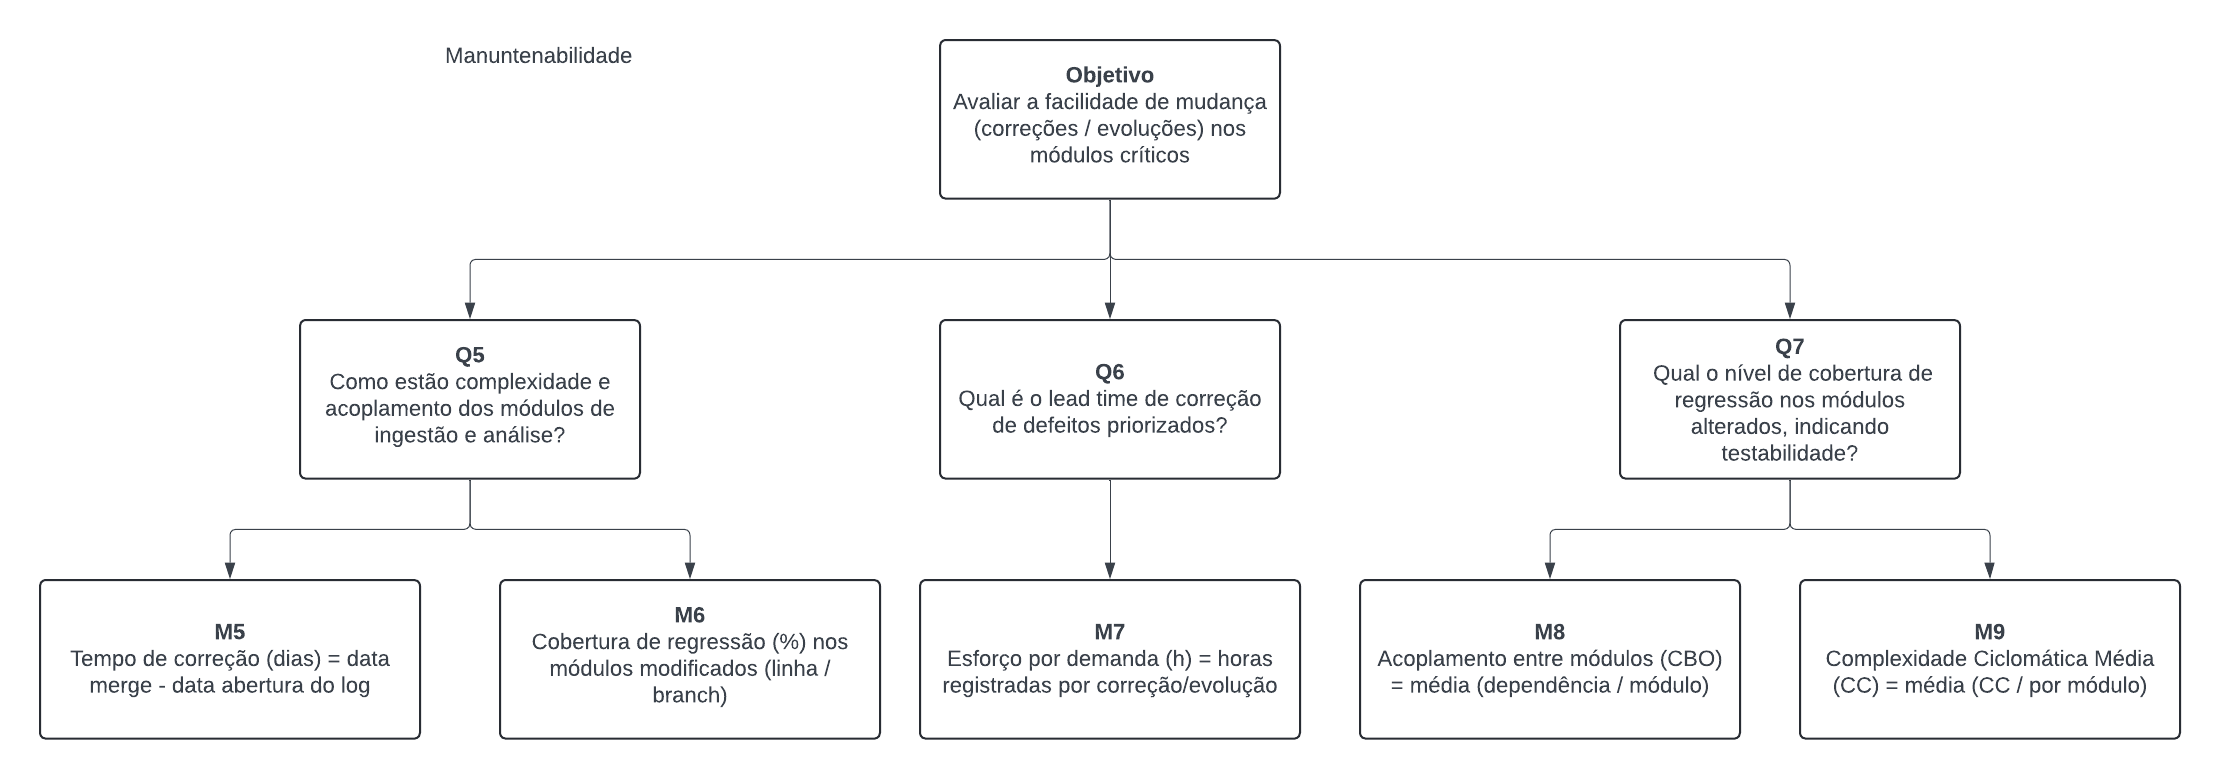 Manuntenabilidade
Objetivo
Avaliar a facilidade de mudança
(correções / evoluções) nos
módulos críticos
Q5
Como estão complexidade e
acoplamento dos módulos de
ingestão e análise?
Q6
Qual é o lead time de correção
de defeitos priorizados?
Q7
Qual o nível de cobertura de
regressão nos módulos
alterados, indicando
testabilidade?
M5
Tempo de correção (dias) = data
merge - data abertura do log
M6
Cobertura de regressão (%) nos
módulos modificados (linha /
branch)
M7
Esforço por demanda (h) = horas
registradas por correção/evolução
M8
Acoplamento entre módulos (CBO)
= média (dependência / módulo)
M9
Complexidade Ciclomática Média
(CC) = média (CC / por módulo)